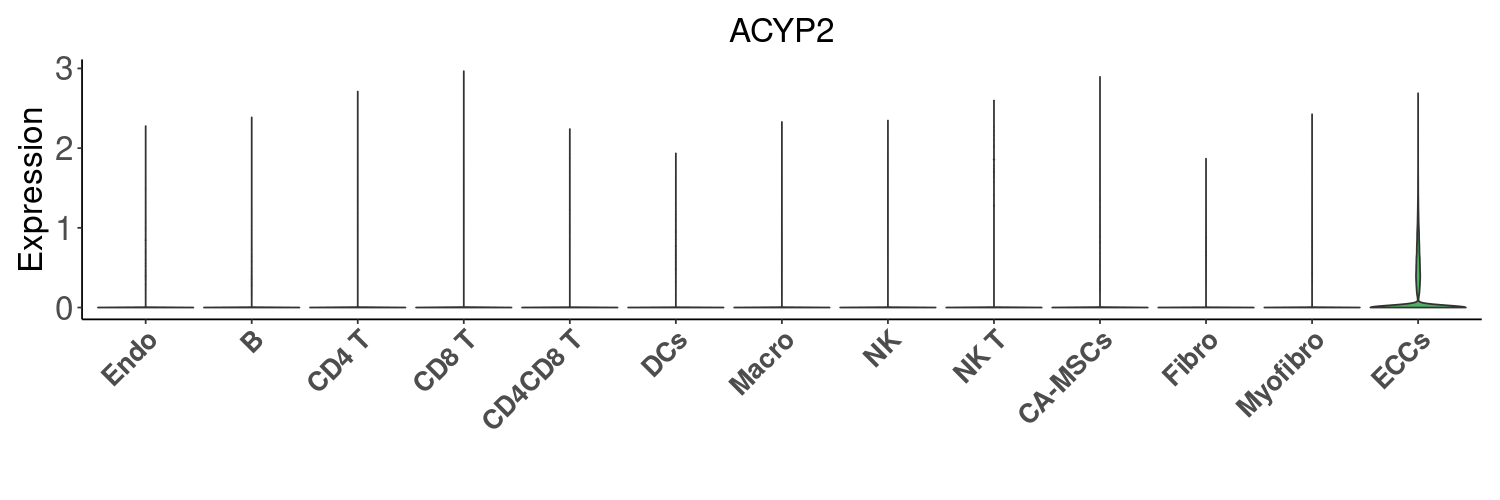 ACYP2
Expression
3
2
1
0
Endo
B
CD4 T
CD8 T
CD4CD8 T
DCs
Macro
NK
NK T
CA-MSCs
Fibro
Myofibro
ECCs